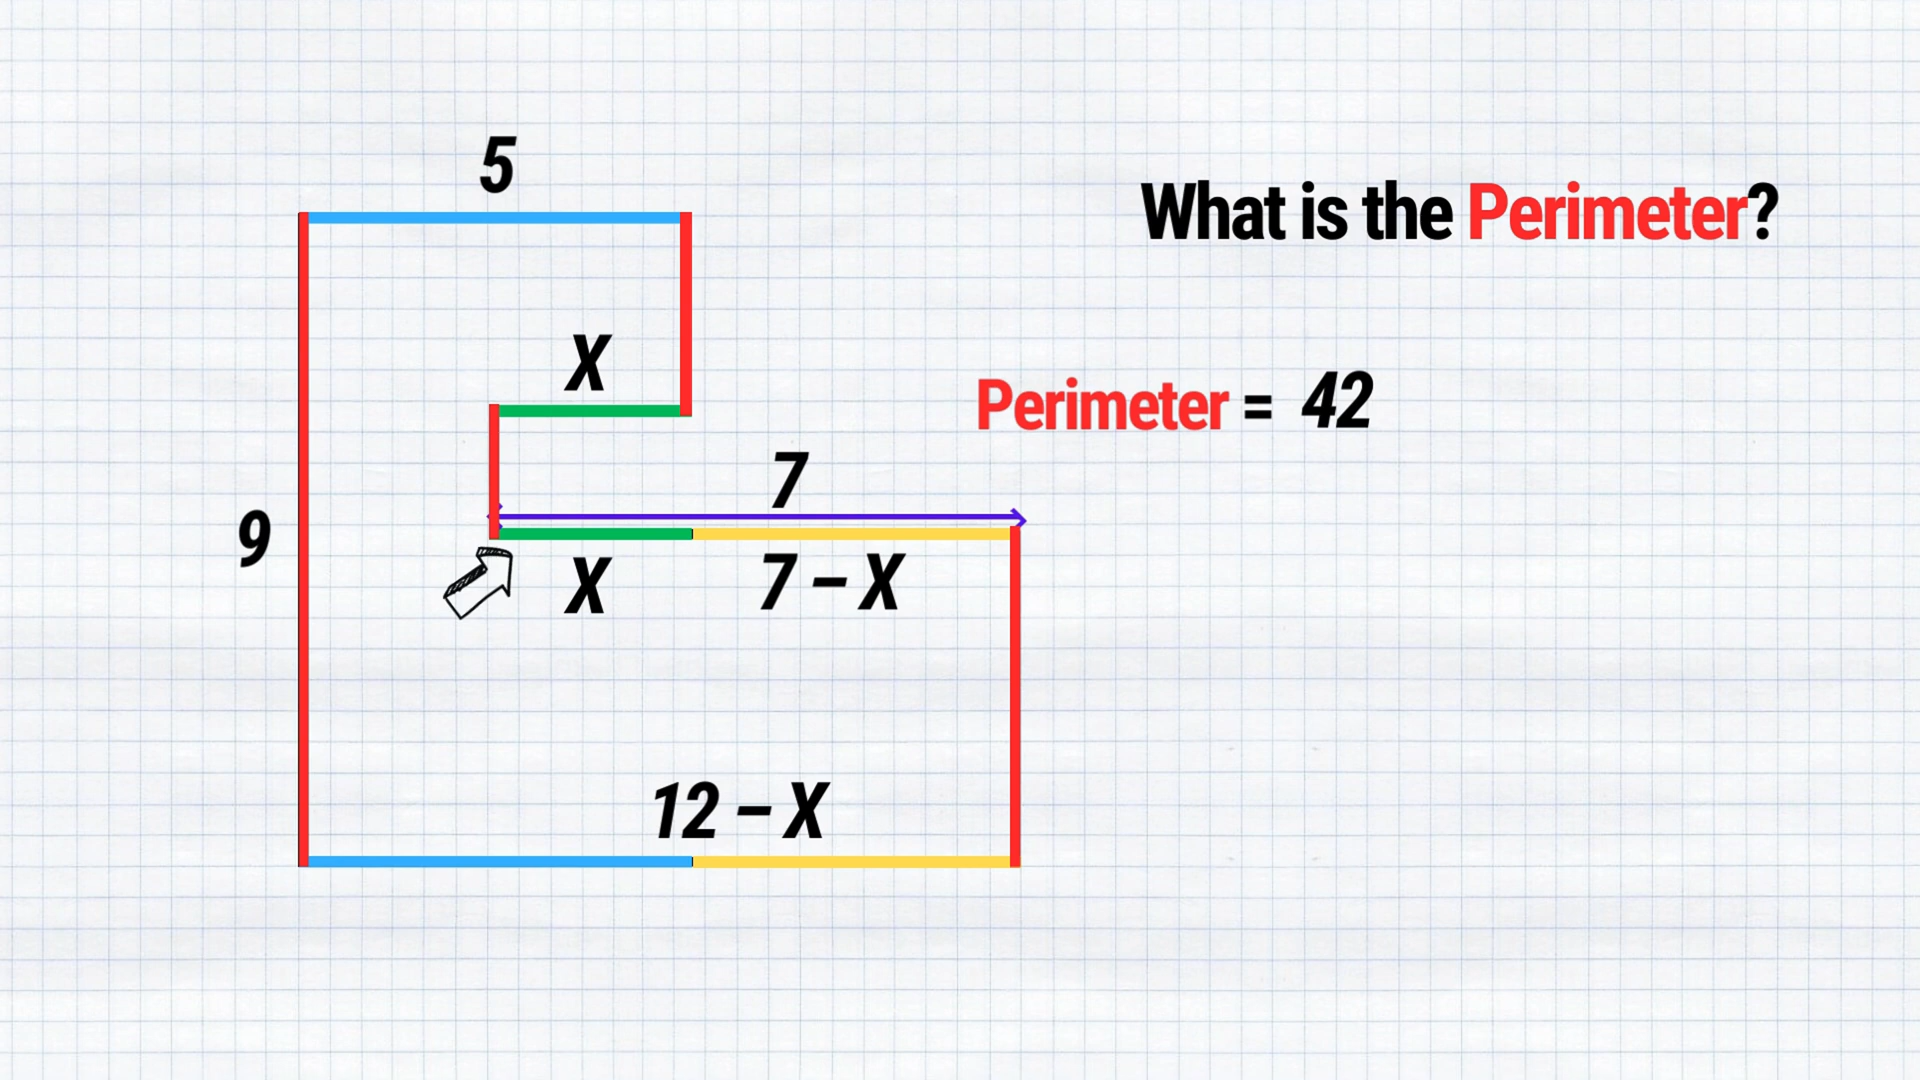 5
What is the Perimeter?
X
Perimeter = 42
7
9
X
7 – X
12 – X